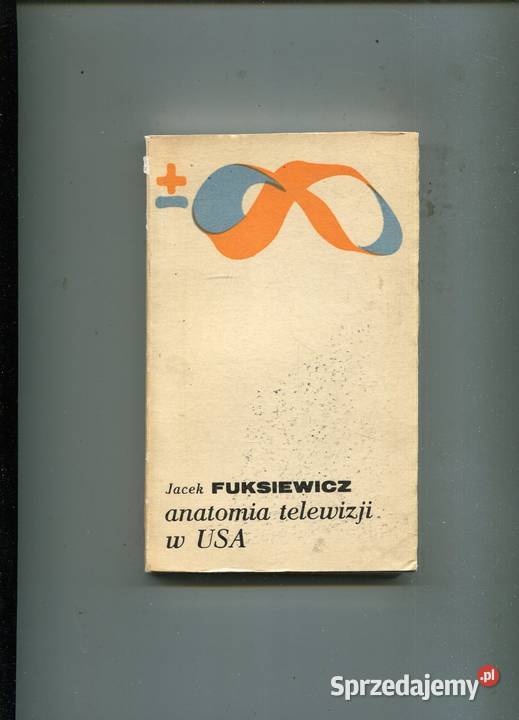 ±
Jacek FUKSIEWICZ
anatomia telewizji
w USA
Sprzedajemy.pl